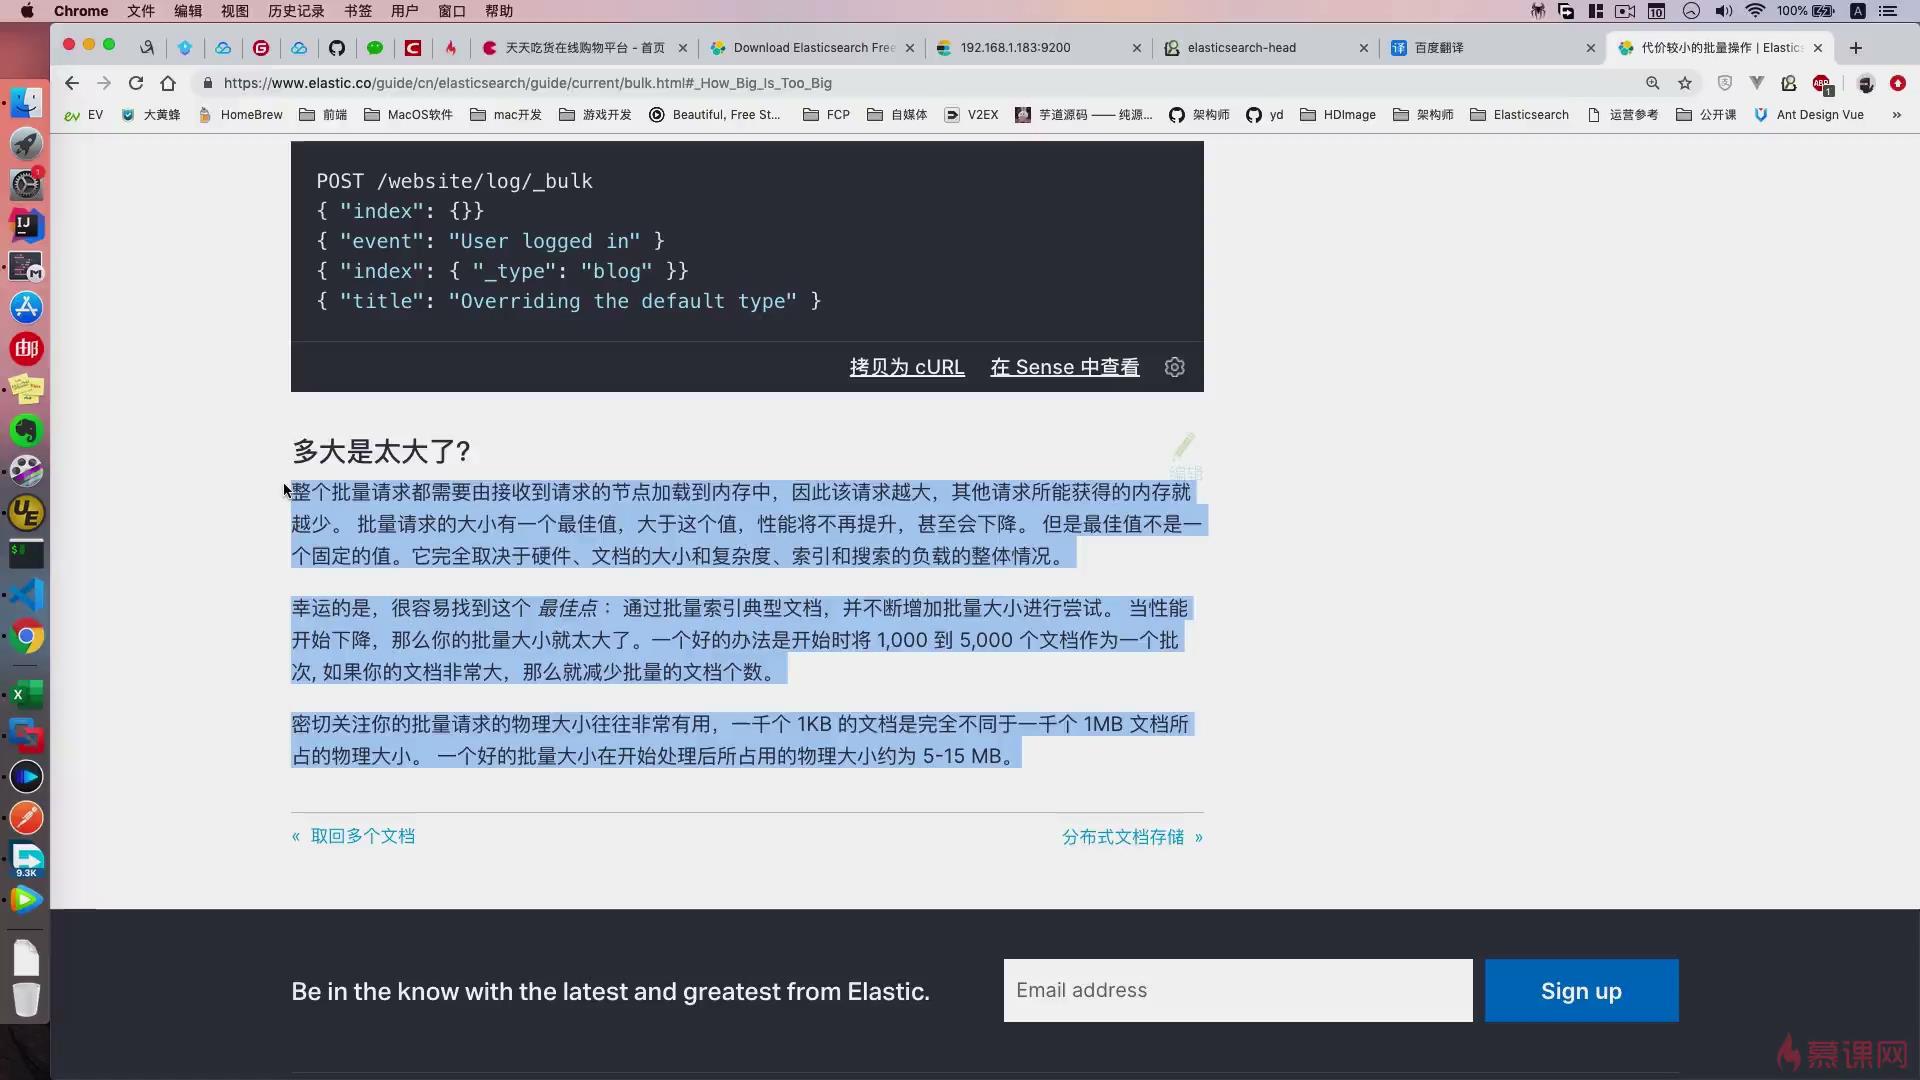 Chrome 文件 编辑 视图 历史记录 书签 用户 窗口 帮助
10 100% A
天天吃货在线购物平台 - 首页
Download Elasticsearch Free
192.168.1.183:9200
elasticsearch-head
译 百度翻译
代价较小的批量操作 | Elastics
https://www.elastic.co/guide/cn/elasticsearch/guide/current/bulk.html#_How_Big_Is_Too_Big
EV 大黄蜂 HomeBrew 前端 MacOS软件 mac开发 游戏开发 Beautiful, Free St... FCP 自媒体 V2EX 芋道源码 —— 纯源... 架构师 yd HDImage 架构师 Elasticsearch 运营参考 公开课 Ant Design Vue »
POST /website/log/_bulk
{ "index": {}}
{ "event": "User logged in" }
{ "index": { "_type": "blog" }}
{ "title": "Overriding the default type" }
拷贝为 cURL 在 Sense 中查看
多大是太大了?
编辑
整个批量请求都需要由接收到请求的节点加载到内存中，因此该请求越大，其他请求所能获得的内存就
越少。 批量请求的大小有一个最佳值，大于这个值，性能将不再提升，甚至会下降。 但是最佳值不是一
个固定的值。它完全取决于硬件、文档的大小和复杂度、索引和搜索的负载的整体情况。
幸运的是，很容易找到这个 最佳点 ：通过批量索引典型文档，并不断增加批量大小进行尝试。 当性能
开始下降，那么你的批量大小就太大了。一个好的办法是开始时将 1,000 到 5,000 个文档作为一个批
次, 如果你的文档非常大，那么就减少批量的文档个数。
密切关注你的批量请求的物理大小往往非常有用，一千个 1KB 的文档是完全不同于一千个 1MB 文档所
占的物理大小。 一个好的批量大小在开始处理后所占用的物理大小约为 5-15 MB。
« 取回多个文档
分布式文档存储 »
Be in the know with the latest and greatest from Elastic.
Email address
Sign up
慕课网